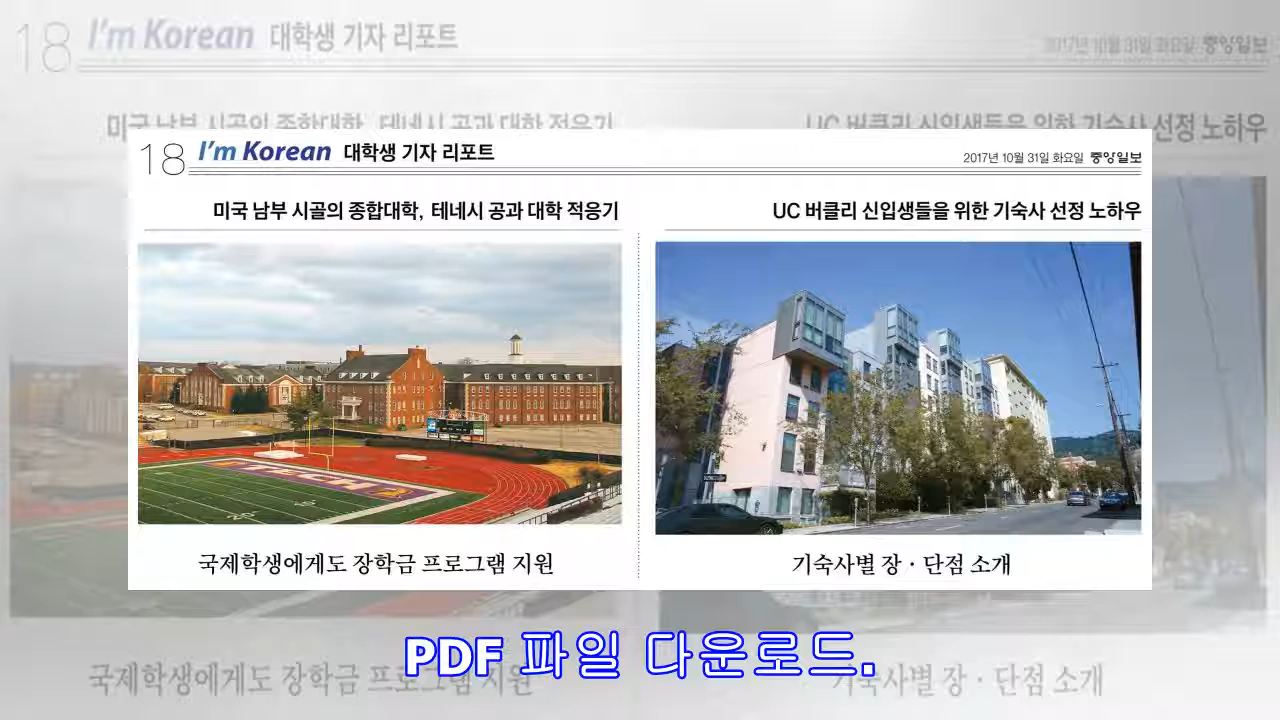 18 I'm Korean 대학생 기자 리포트
2017년 10월 31일 화요일 중앙일보
미국 남부 시골의 종합대학, 테네시 공과 대학 적응기
UC 버클리 신입생들을 위한 기숙사 선정 노하우
TECH
국제학생에게도 장학금 프로그램 지원
기숙사별 장 · 단점 소개
PDF 파일 다운로드.